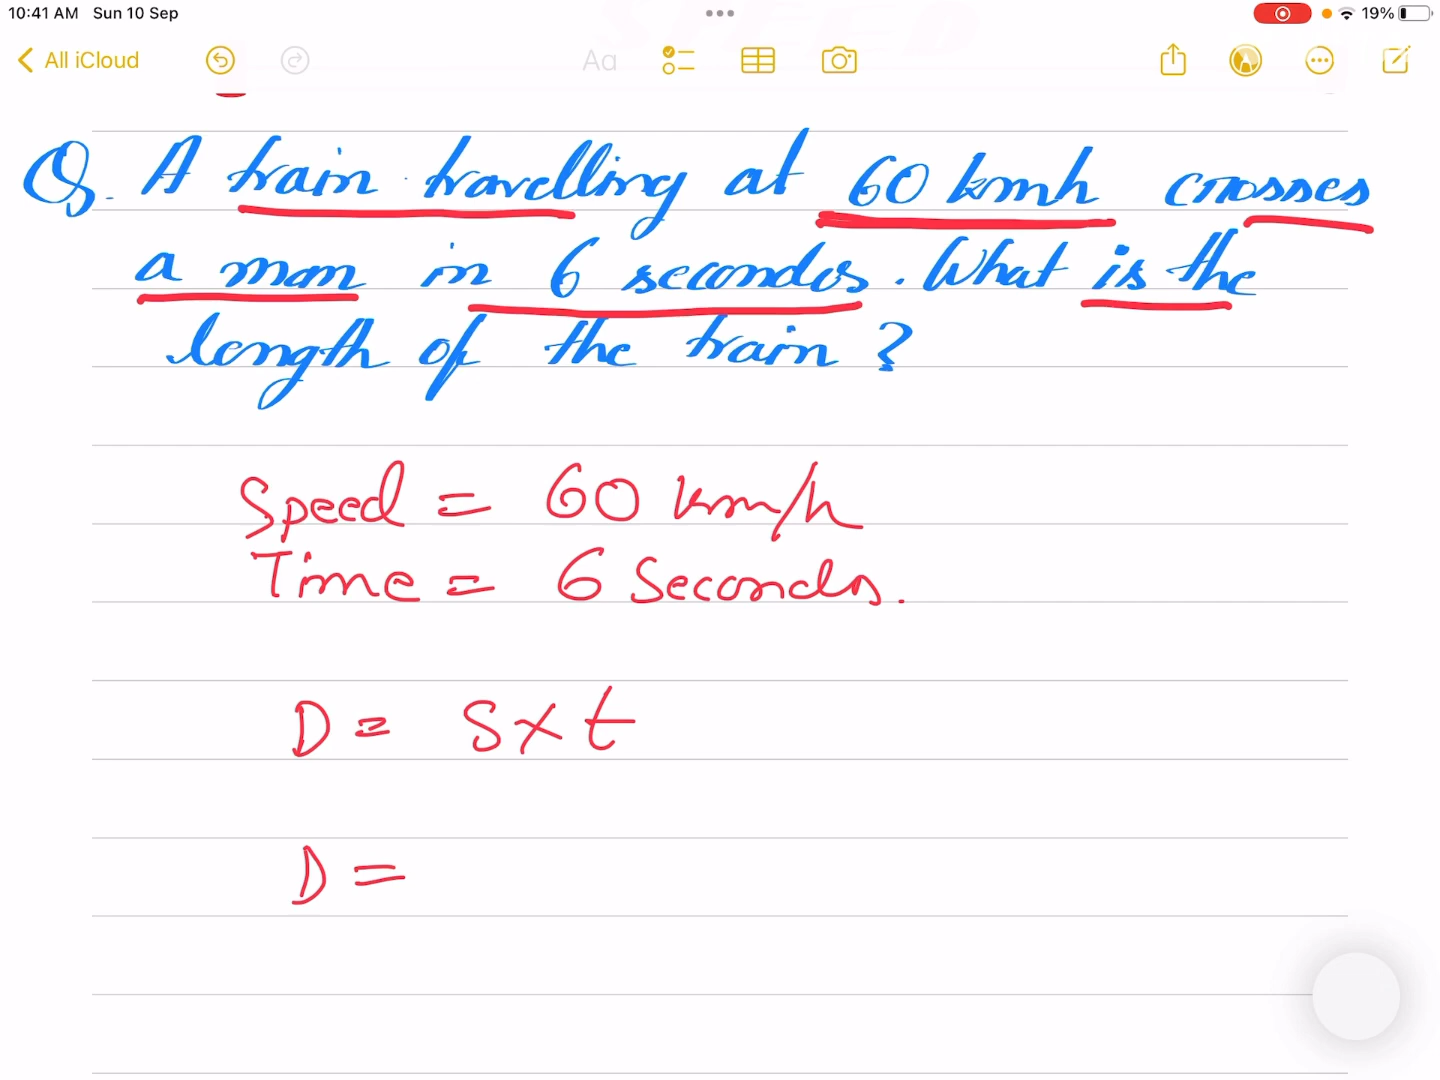 10:41 AM Sun 10 Sep
19%
All iCloud
Aa
Q. A train travelling at 60 kmh crosses
a man in 6 seconds. What is the
length of the train ?
Speed = 60 km/h
Time = 6 Seconds.
D = S x t
D =